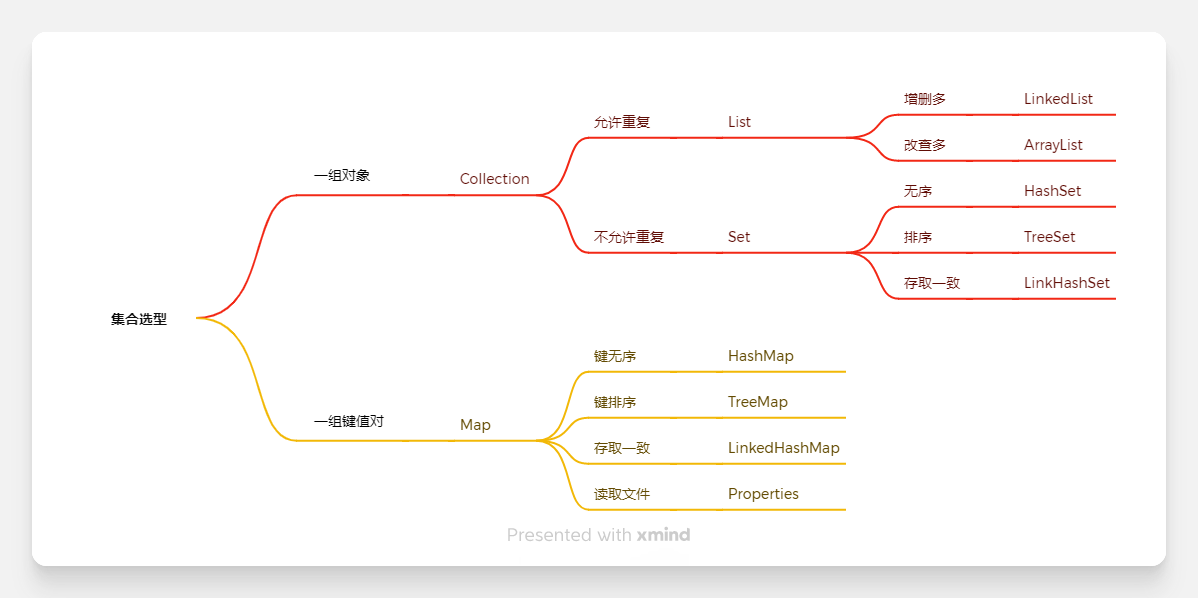 集合选型
一组对象
Collection
允许重复
List
增删多
LinkedList
改查多
ArrayList
不允许重复
Set
无序
HashSet
排序
TreeSet
存取一致
LinkHashSet
一组键值对
Map
键无序
HashMap
键排序
TreeMap
存取一致
LinkedHashMap
读取文件
Properties
Presented with xmind